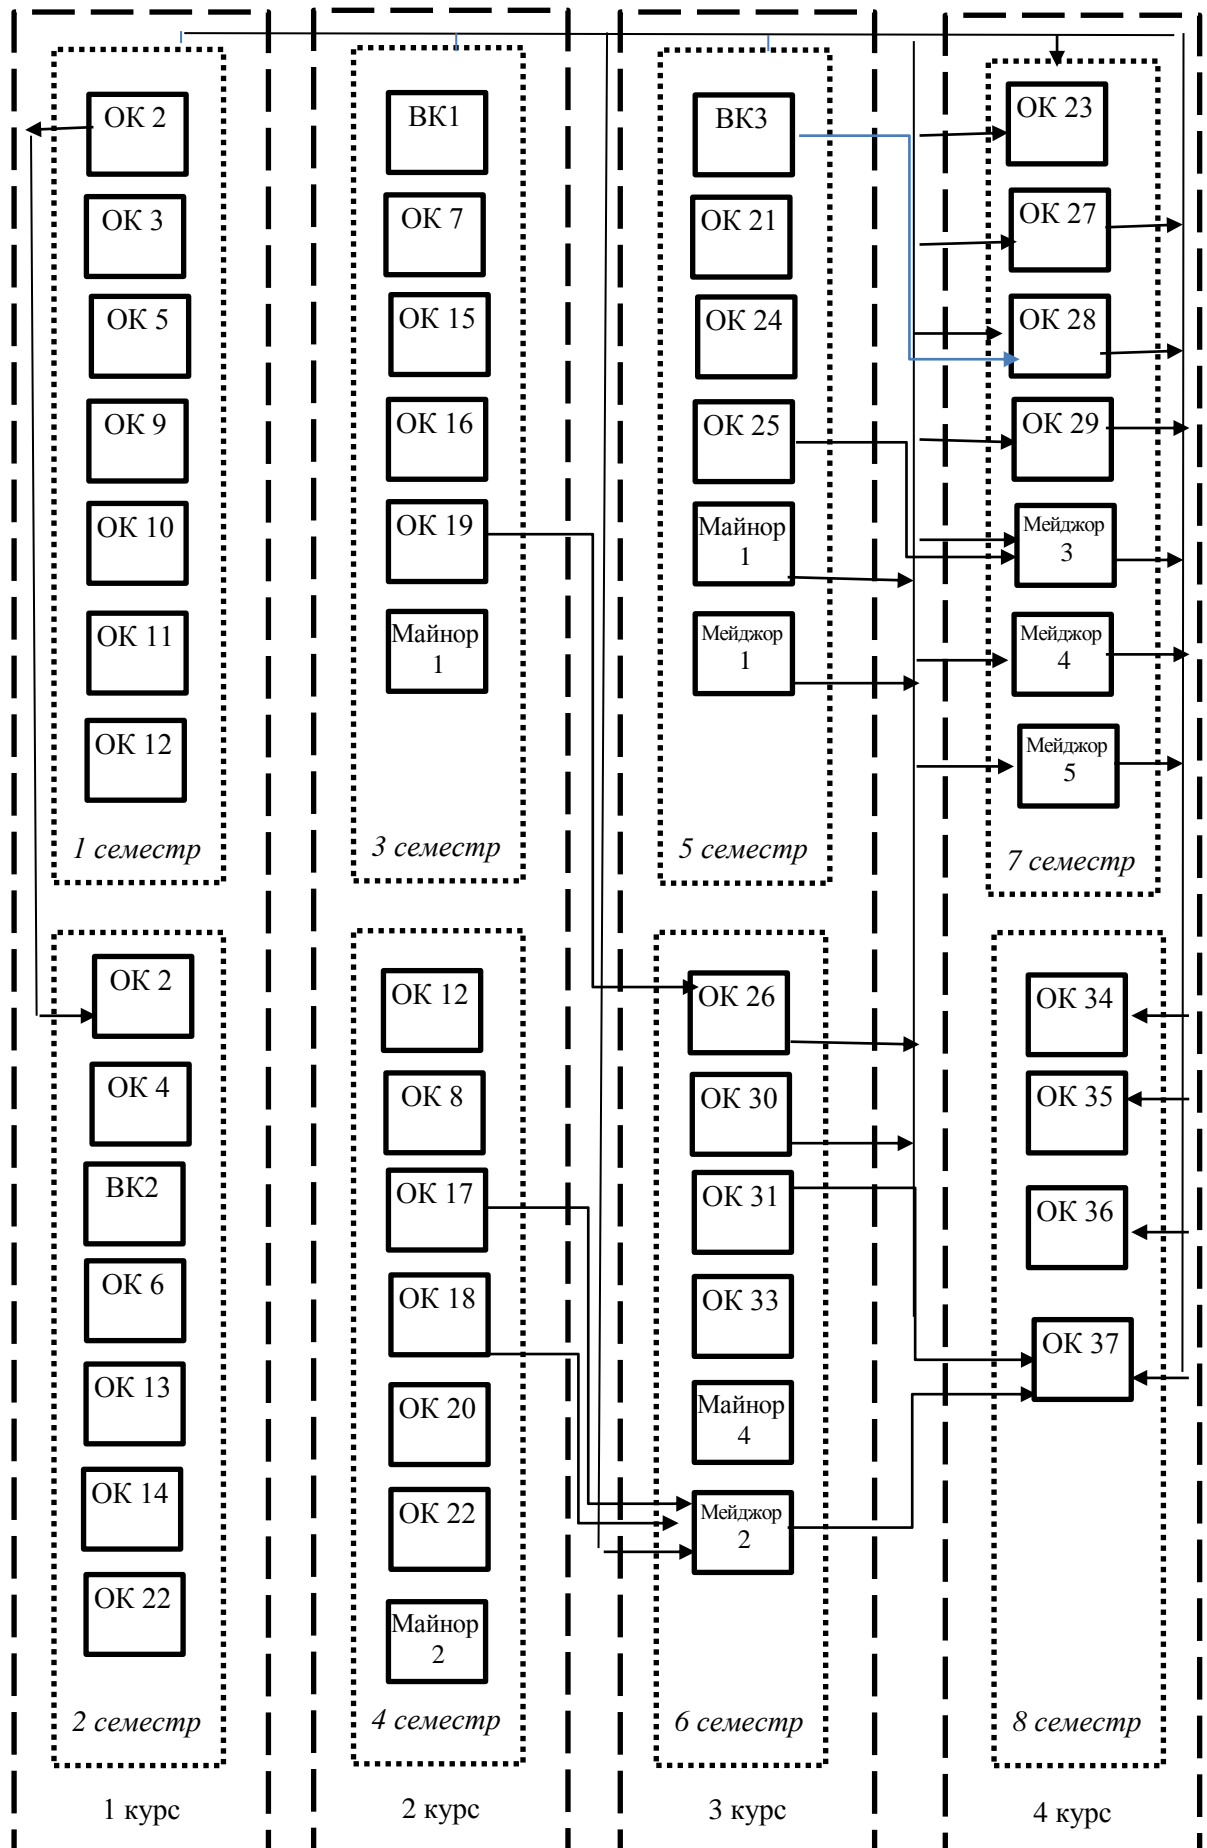 ОК 2
ОК 3
ОК 5
ОК 9
ОК 10
ОК 11
ОК 12
1 семестр
ОК 2
ОК 4
ВК2
ОК 6
ОК 13
ОК 14
ОК 22
2 семестр
1 курс
ВК1
ОК 7
ОК 15
ОК 16
ОК 19
Майнор
1
3 семестр
ОК 12
ОК 8
ОК 17
ОК 18
ОК 20
ОК 22
Майнор
2
4 семестр
2 курс
ВК3
ОК 21
ОК 24
ОК 25
Майнор
1
Мейджор
1
5 семестр
ОК 26
ОК 30
ОК 31
ОК 33
Майнор
4
Мейджор
2
6 семестр
3 курс
ОК 23
ОК 27
ОК 28
ОК 29
Мейджор
3
Мейджор
4
Мейджор
5
7 семестр
ОК 34
ОК 35
ОК 36
ОК 37
8 семестр
4 курс